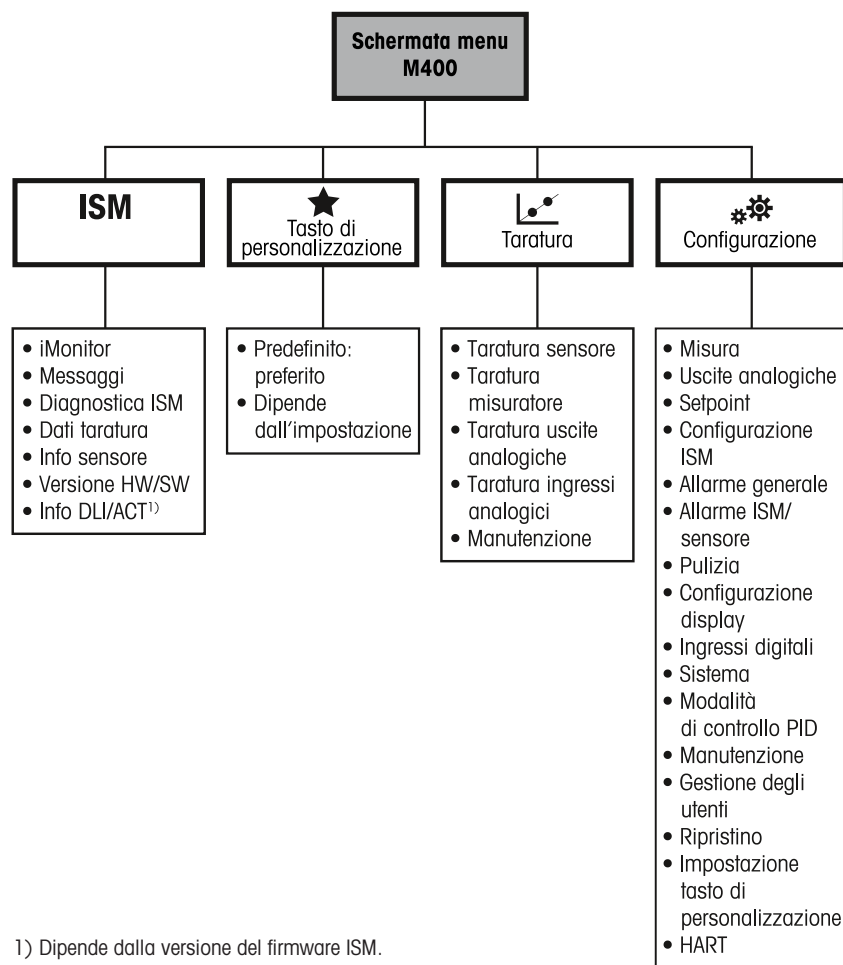 Schermata menu
M400
ISM
Tasto di
personalizzazione
Taratura
Configurazione
• iMonitor
• Messaggi
• Diagnostica ISM
• Dati taratura
• Info sensore
• Versione HW/SW
• Info DLI/ACT1)
• Predefinito:
preferito
• Dipende
dall'impostazione
• Taratura sensore
• Taratura
misuratore
• Taratura uscite
analogiche
• Taratura ingressi
analogici
• Manutenzione
• Misura
• Uscite analogiche
• Setpoint
• Configurazione
ISM
• Allarme generale
• Allarme ISM/
sensore
• Pulizia
• Configurazione
display
• Ingressi digitali
• Sistema
• Modalità
di controllo PID
• Manutenzione
• Gestione degli
utenti
• Ripristino
• Impostazione
tasto di
personalizzazione
• HART
1) Dipende dalla versione del firmware ISM.